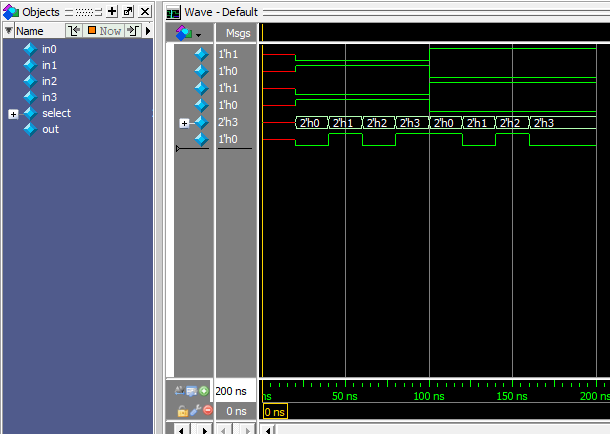 Objects
Name Now
in0
in1
in2
in3
select
out
Wave - Default
Msgs
1'h1
1'h0
1'h1
1'h0
2'h3 2'h0 2'h1 2'h2 2'h3 2'h0 2'h1 2'h2 2'h3
1'h0
200 ns ns 50 ns 100 ns 150 ns 200 n
0 ns 0 ns